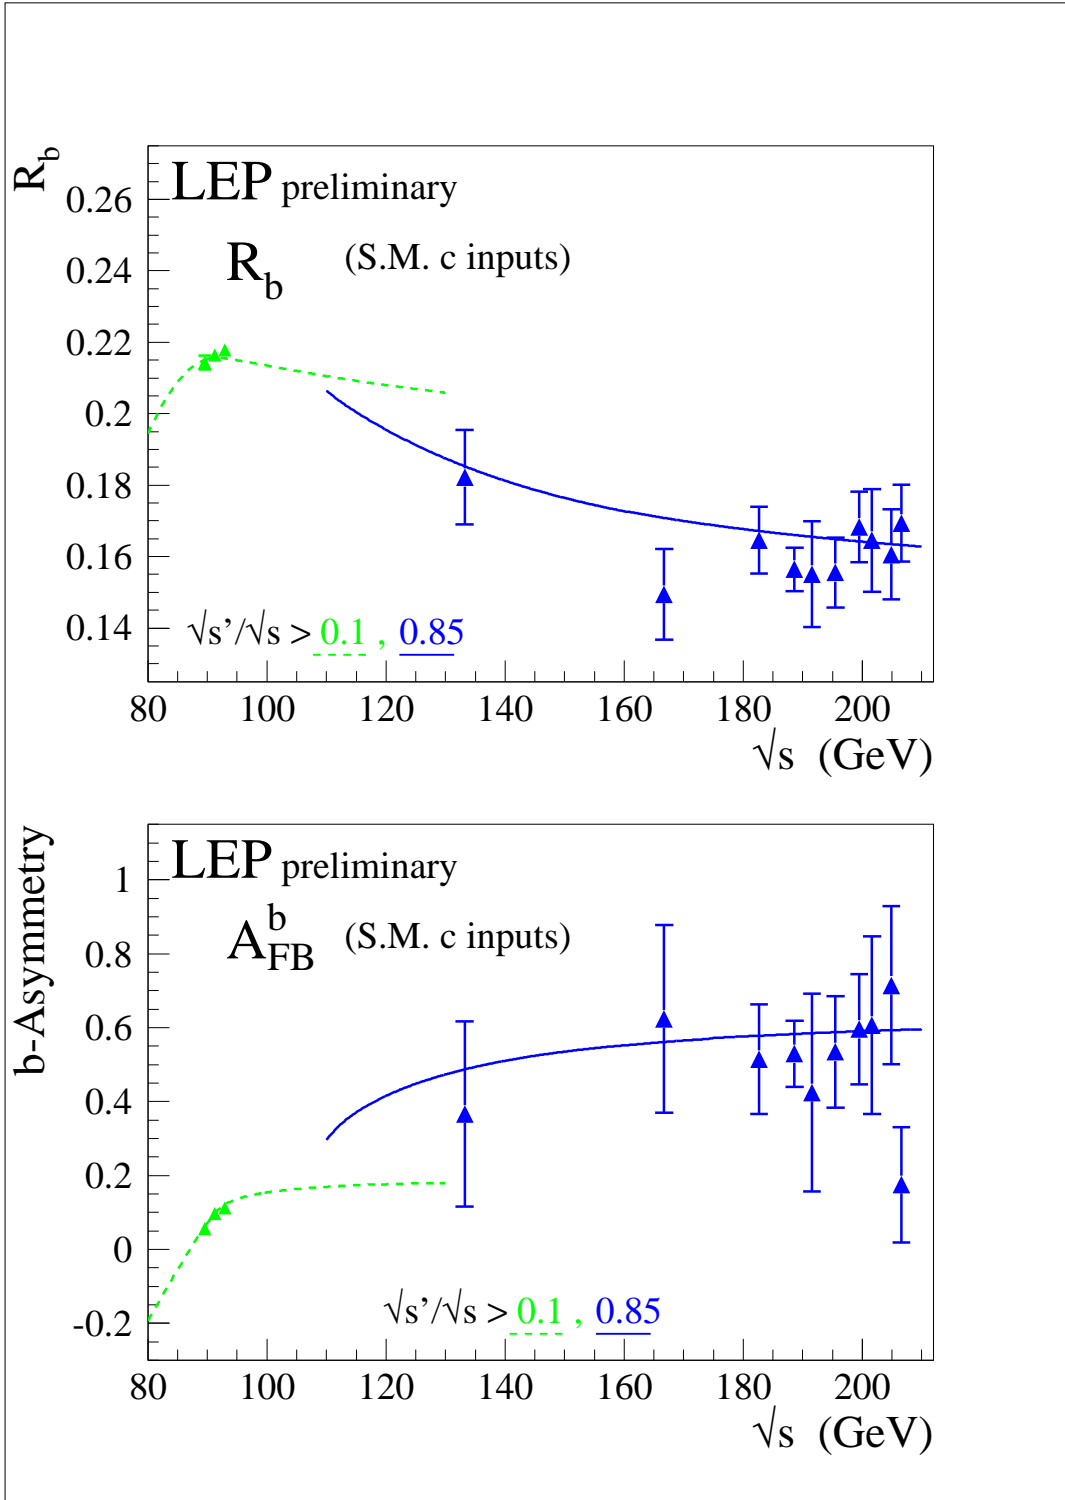 R_b
LEP preliminary
R_b (S.M. c inputs)
0.26
0.24
0.22
0.2
0.18
0.16
0.14
√s’/√s > 0.1 , 0.85
80 100 120 140 160 180 200
√s (GeV)
b-Asymmetry
LEP preliminary
A_FB^b (S.M. c inputs)
1
0.8
0.6
0.4
0.2
0
-0.2
√s’/√s > 0.1 , 0.85
80 100 120 140 160 180 200
√s (GeV)